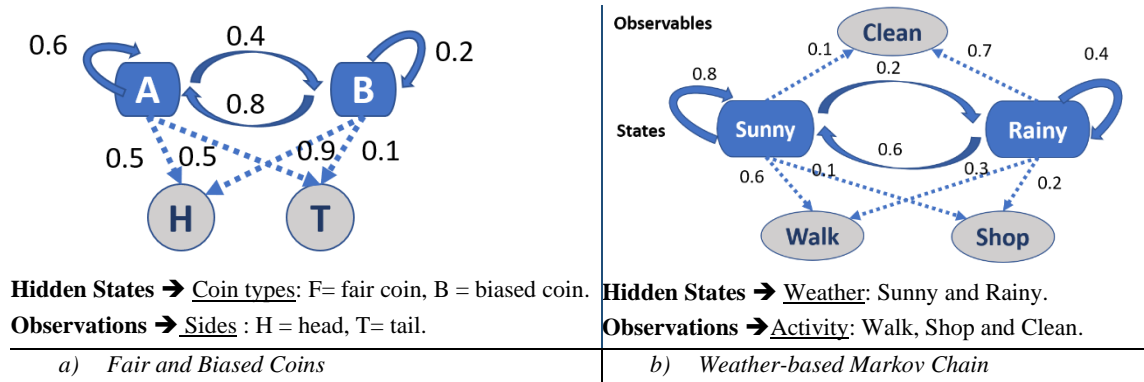 0.6
0.4
0.2
A
B
0.8
0.5
0.5
0.9
0.1
H
T
Hidden States ➔ Coin types: F= fair coin, B = biased coin.
Observations ➔ Sides : H = head, T= tail.
a) Fair and Biased Coins
Observables
Clean
0.1
0.7
0.8
0.2
0.4
States
Sunny
Rainy
0.6
0.6
0.1
0.3
0.2
Walk
Shop
Hidden States ➔ Weather: Sunny and Rainy.
Observations ➔Activity: Walk, Shop and Clean.
b) Weather-based Markov Chain